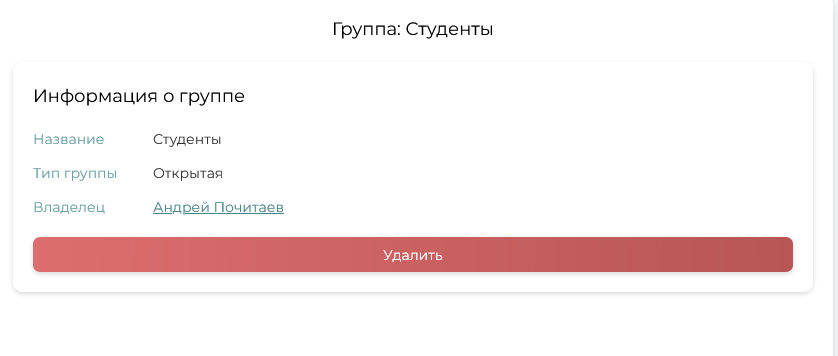 Группа: Студенты
Информация о группе
Название Студенты
Тип группы Открытая
Владелец Андрей Почитаев
Удалить